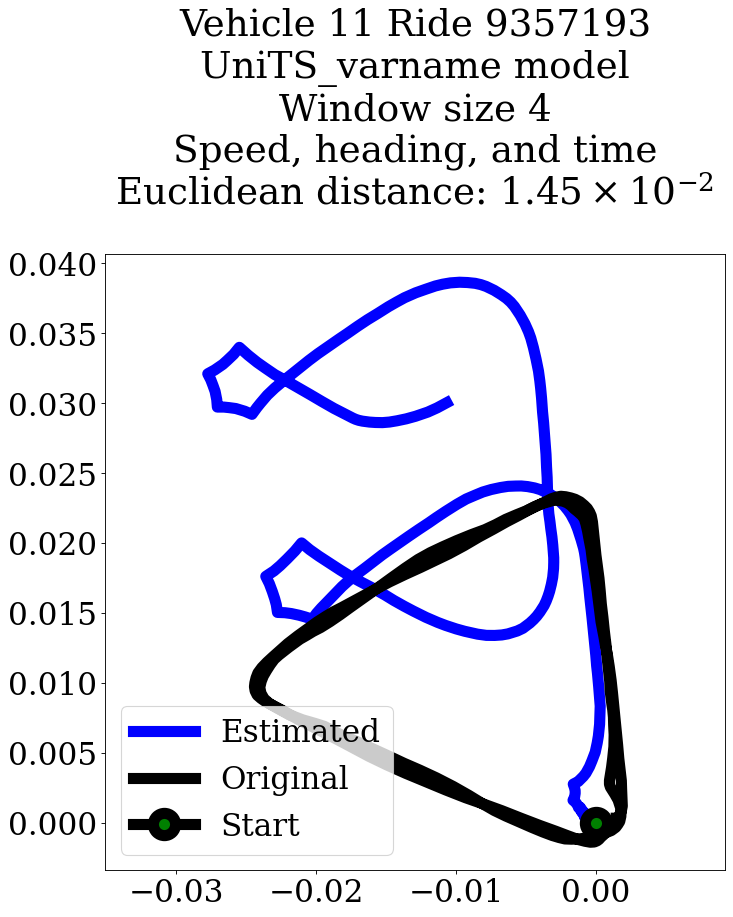 Vehicle 11 Ride 9357193
UniTS_varname model
Window size 4
Speed, heading, and time
Euclidean distance: 1.45 × 10⁻²
0.040
0.035
0.030
0.025
0.020
0.015
0.010
0.005
0.000
Estimated
Original
Start
−0.03 −0.02 −0.01 0.00